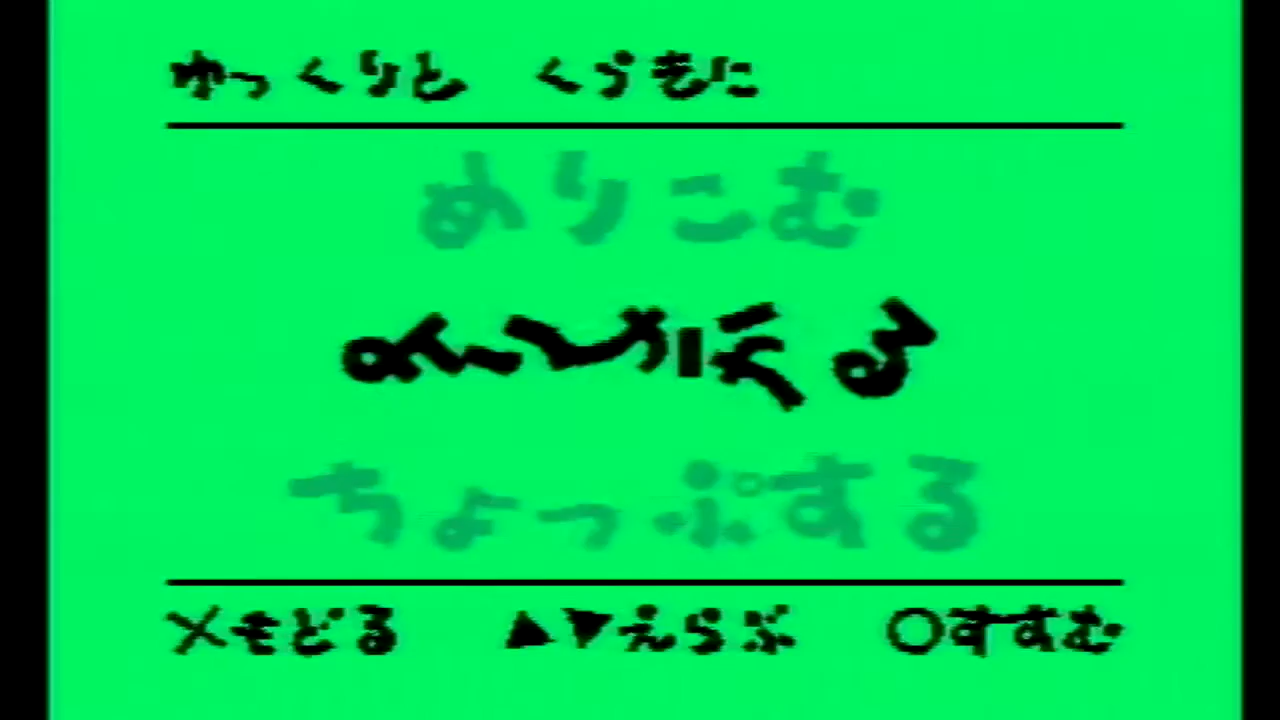 ゆっくりと
めりこむ
ちょっぷする
×もどる ▲▼えらぶ ○すすむ